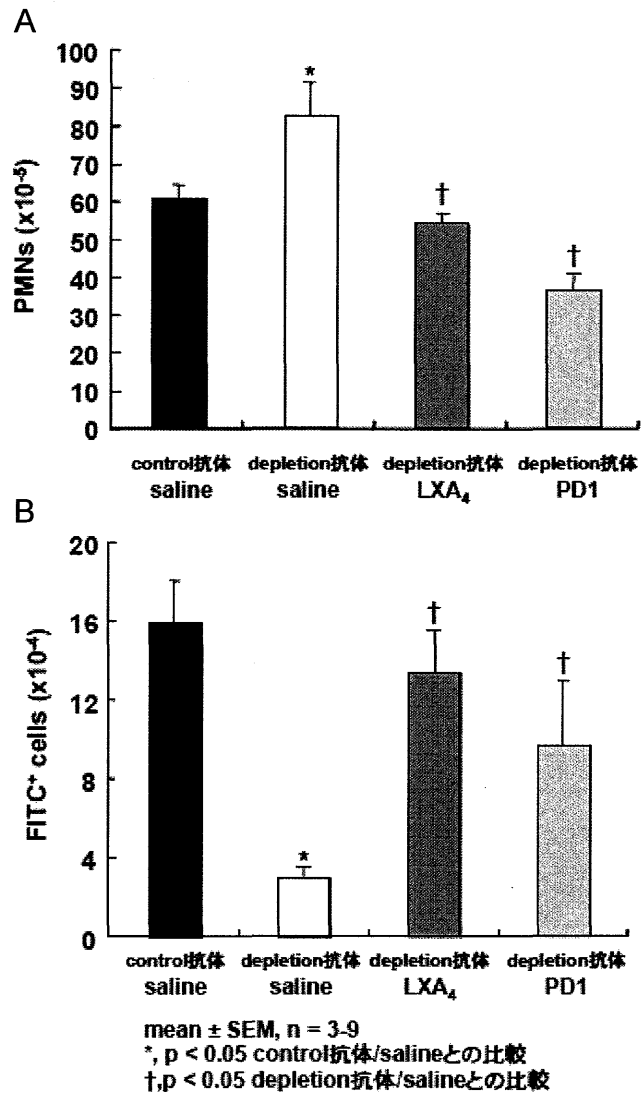 A
PMNs (x10⁻⁵)
100
90
80
70
60
50
40
30
20
10
0
*
†
†
control抗体 depletion抗体 depletion抗体 depletion抗体
saline saline LXA₄ PD1
B
FITC⁺ cells (x10⁻⁴)
20
16
12
8
4
0
*
†
†
control抗体 depletion抗体 depletion抗体 depletion抗体
saline saline LXA₄ PD1
mean ± SEM, n = 3-9
*, p < 0.05 control抗体/salineとの比較
†,p < 0.05 depletion抗体/salineとの比較